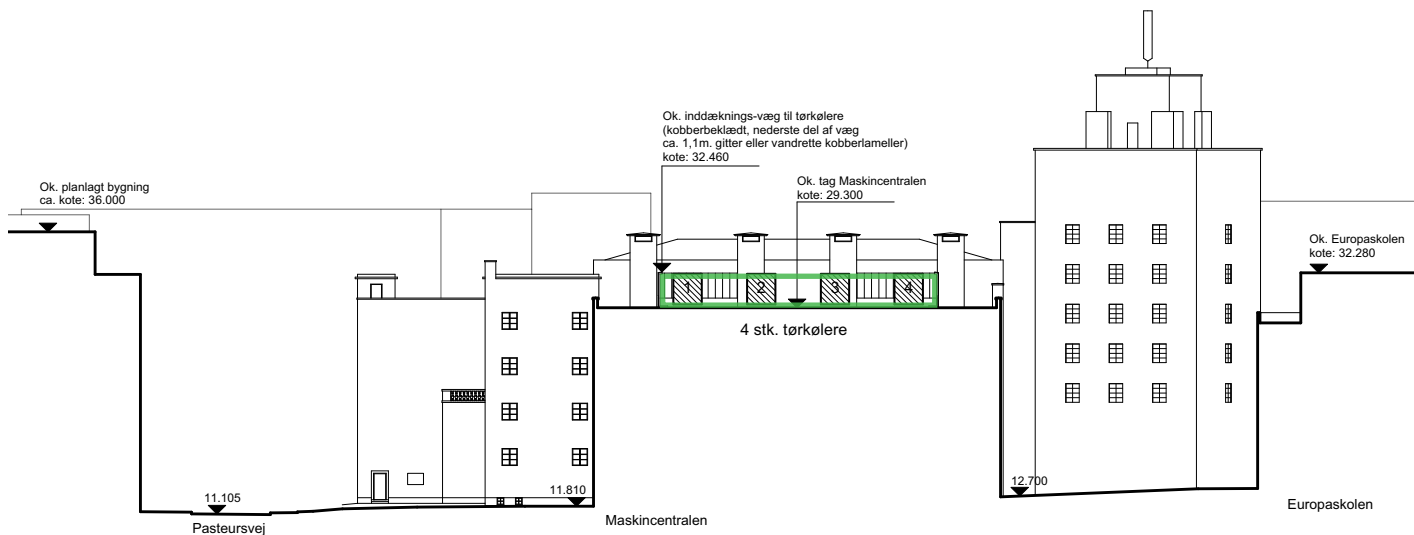 Ok. inddæknings-væg til tørkølere
(kobberbeklædt, nederste del af væg
ca. 1,1m. gitter eller vandrette kobberlameller)
kote: 32.460
Ok. planlagt bygning
ca. kote: 36.000
Ok. tag Maskincentralen
kote: 29.300
Ok. Europaskolen
kote: 32.280
1 2 3 4
4 stk. tørkølere
11.105
11.810
12.700
Pasteursvej
Maskincentralen
Europaskolen